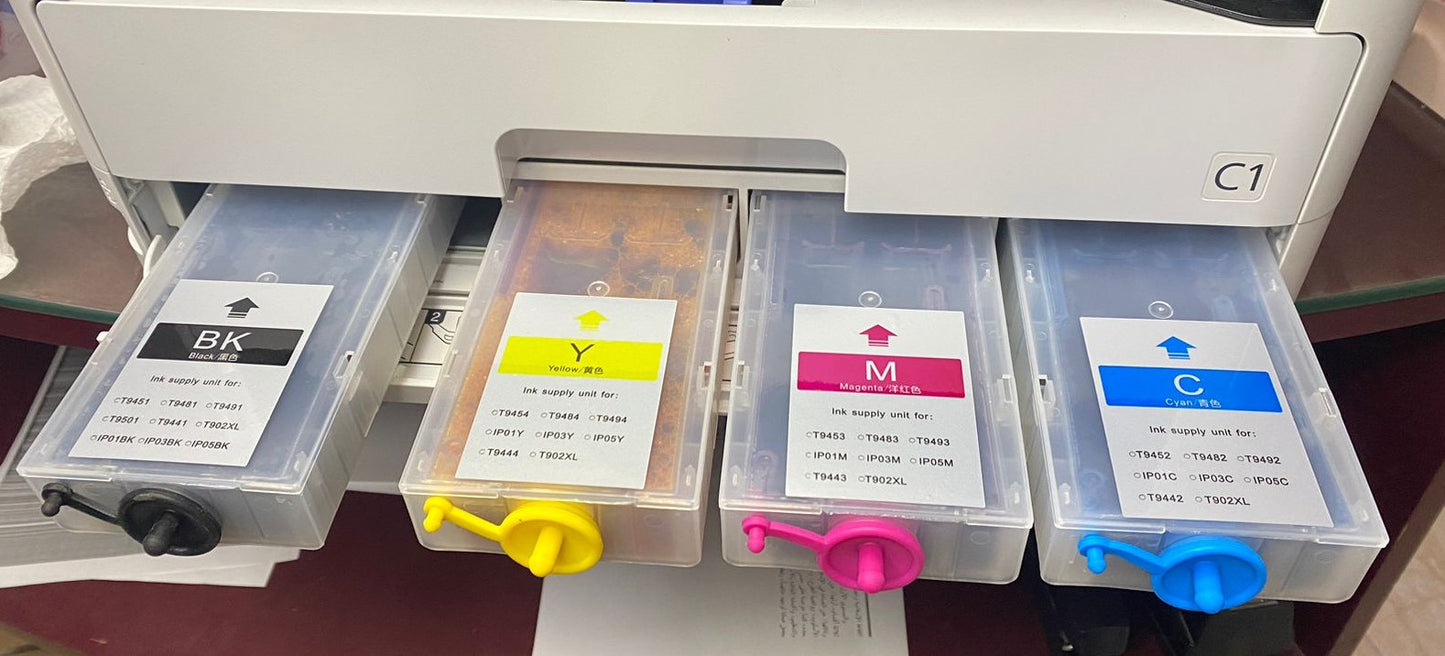 C1
BK
Black/黑色
Ink supply unit for:
○T9451 ○T9481 ○T9491
○T9501 ○T9441 ○T902XL
○IP01BK ○IP03BK ○IP05BK
2
Y
Yellow/黄色
Ink supply unit for:
○T9454 ○T9484 ○T9494
○IP01Y ○IP03Y ○IP05Y
○T9444 ○T902XL
M
Magenta/洋红色
Ink supply unit for:
○T9453 ○T9483 ○T9493
○IP01M ○IP03M ○IP05M
○T9443 ○T902XL
C
Cyan/青色
Ink supply unit for:
○T9452 ○T9482 ○T9492
○IP01C ○IP03C ○IP05C
○T9442 ○T902XL